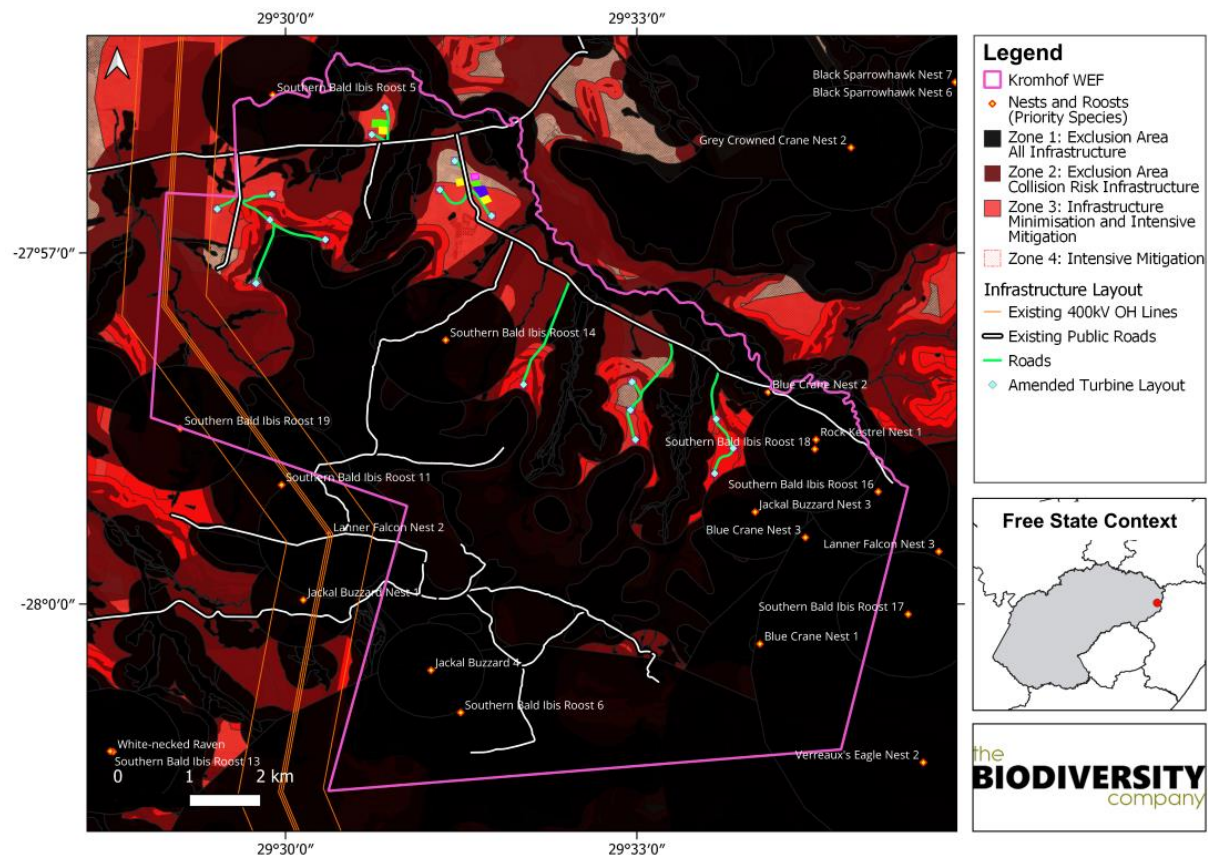 29°30′0″
29°33′0″
Black Sparrowhawk Nest 7
Southern Bald Ibis Roost 5
Black Sparrowhawk Nest 6
Grey Crowned Crane Nest 2
-27°57′0″
Southern Bald Ibis Roost 14
Blue Crane Nest 2
Southern Bald Ibis Roost 19
Rock Kestrel Nest 1
Southern Bald Ibis Roost 18
Southern Bald Ibis Roost 11
Southern Bald Ibis Roost 16
Jackal Buzzard Nest 3
Lanner Falcon Nest 2
Blue Crane Nest 3
Lanner Falcon Nest 3
Jackal Buzzard Nest 1
-28°0′0″
Southern Bald Ibis Roost 17
Blue Crane Nest 1
Jackal Buzzard 4
Southern Bald Ibis Roost 6
White-necked Raven
Southern Bald Ibis Roost 13
Verreaux's Eagle Nest 2
0 1 2 km
29°30′0″
29°33′0″
Legend
Kromhof WEF
Nests and Roosts
(Priority Species)
Zone 1: Exclusion Area
All Infrastructure
Zone 2: Exclusion Area
Collision Risk Infrastructure
Zone 3: Infrastructure
Minimisation and Intensive
Mitigation
Zone 4: Intensive Mitigation
Infrastructure Layout
Existing 400kV OH Lines
Existing Public Roads
Roads
Amended Turbine Layout
Free State Context
the
BIODIVERSITY
company